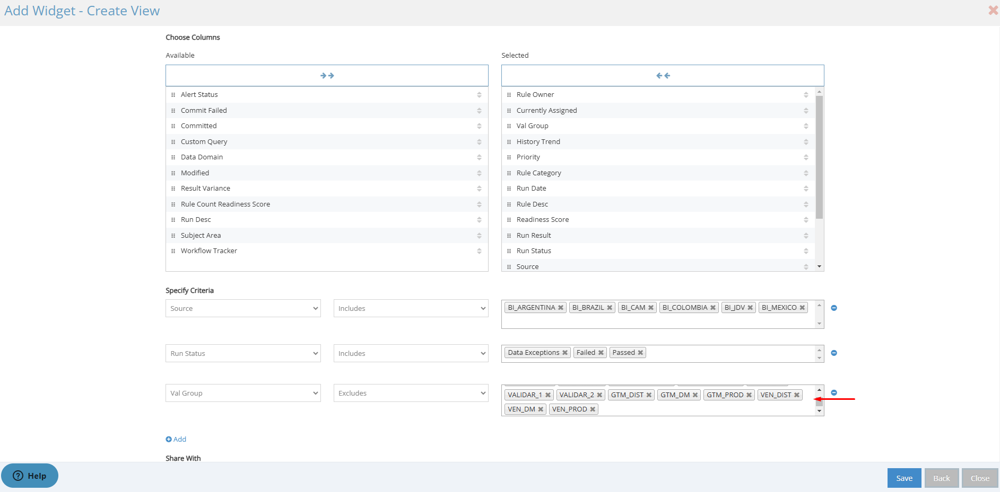 Add Widget - Create View
Choose Columns
Available
Alert Status
Commit Failed
Committed
Custom Query
Data Domain
Modified
Result Variance
Rule Count Readiness Score
Run Desc
Subject Area
Workflow Tracker
Selected
Rule Owner
Currently Assigned
Val Group
History Trend
Priority
Rule Category
Run Date
Rule Desc
Readiness Score
Run Result
Run Status
Source
Specify Criteria
Source Includes BI_ARGENTINA BI_BRAZIL BI_CAM BI_COLOMBIA BI_JDV BI_MEXICO
Run Status Includes Data Exceptions Failed Passed
Val Group Excludes VALIDAR_1 VALIDAR_2 GTM_DIST GTM_DM GTM_PROD VEN_DIST
VEN_DM VEN_PROD
Add
Share With
Help
Save Back Close